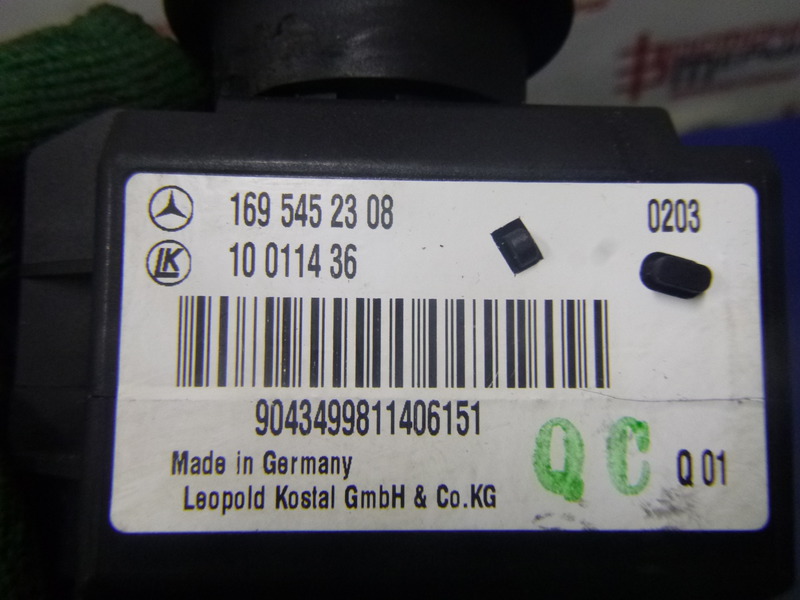 169 545 23 08
0203
LK
10 0114 36
9043499811406151
QC
Q 01
Made in Germany
Leopold Kostal GmbH & Co.KG